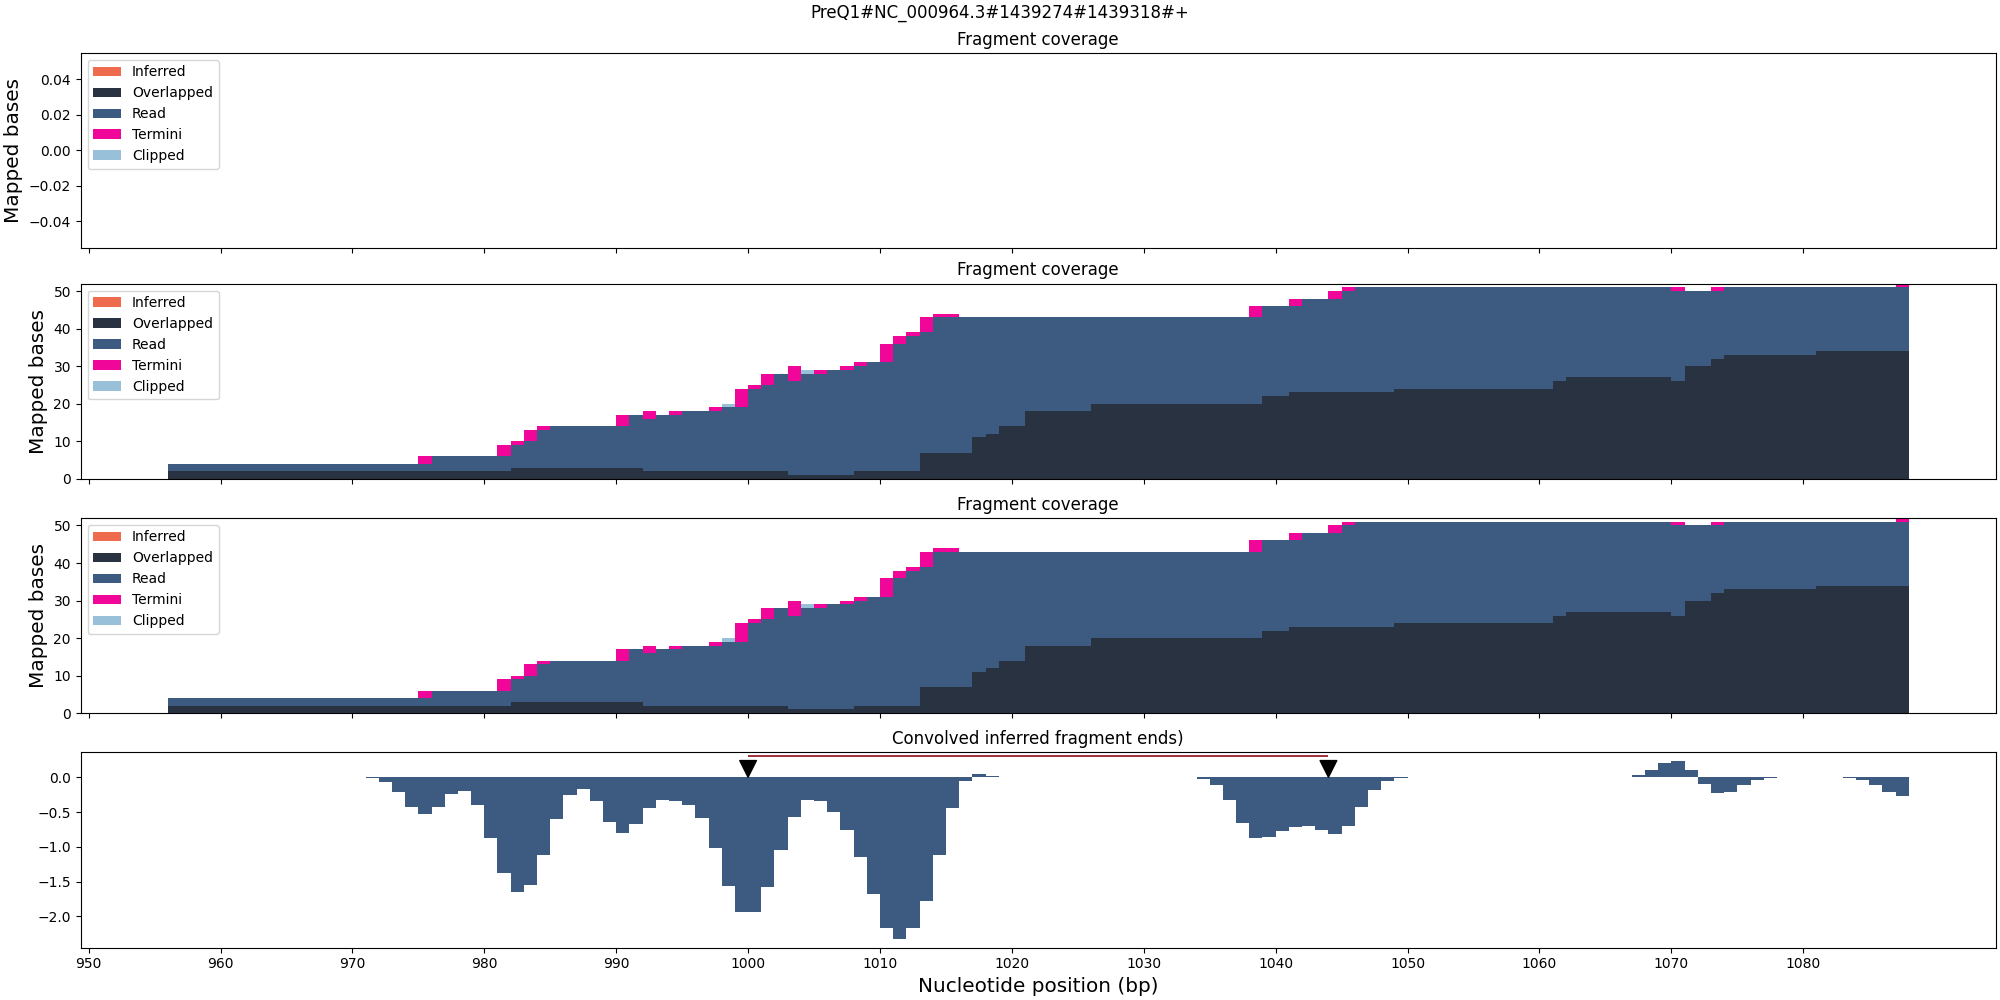 PreQ1#NC_000964.3#1439274#1439318#+
Fragment coverage
Mapped bases
0.04
0.02
0.00
−0.02
−0.04
Inferred
Overlapped
Read
Termini
Clipped
Fragment coverage
Mapped bases
50
40
30
20
10
0
Inferred
Overlapped
Read
Termini
Clipped
Fragment coverage
Mapped bases
50
40
30
20
10
0
Inferred
Overlapped
Read
Termini
Clipped
Convolved inferred fragment ends)
0.0
−0.5
−1.0
−1.5
−2.0
950 960 970 980 990 1000 1010 1020 1030 1040 1050 1060 1070 1080
Nucleotide position (bp)